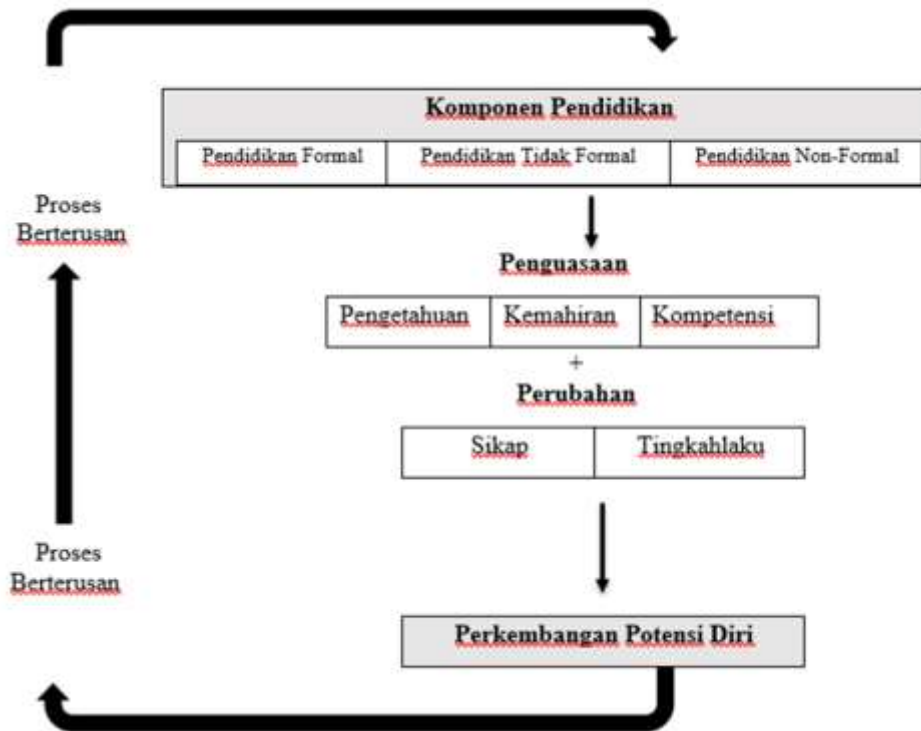 Komponen Pendidikan
Pendidikan Formal
Pendidikan Tidak Formal
Pendidikan Non-Formal
Proses
Berterusan
Penguasaan
Pengetahuan
Kemahiran
Kompetensi
+
Perubahan
Sikap
Tingkahlaku
Proses
Berterusan
Perkembangan Potensi Diri